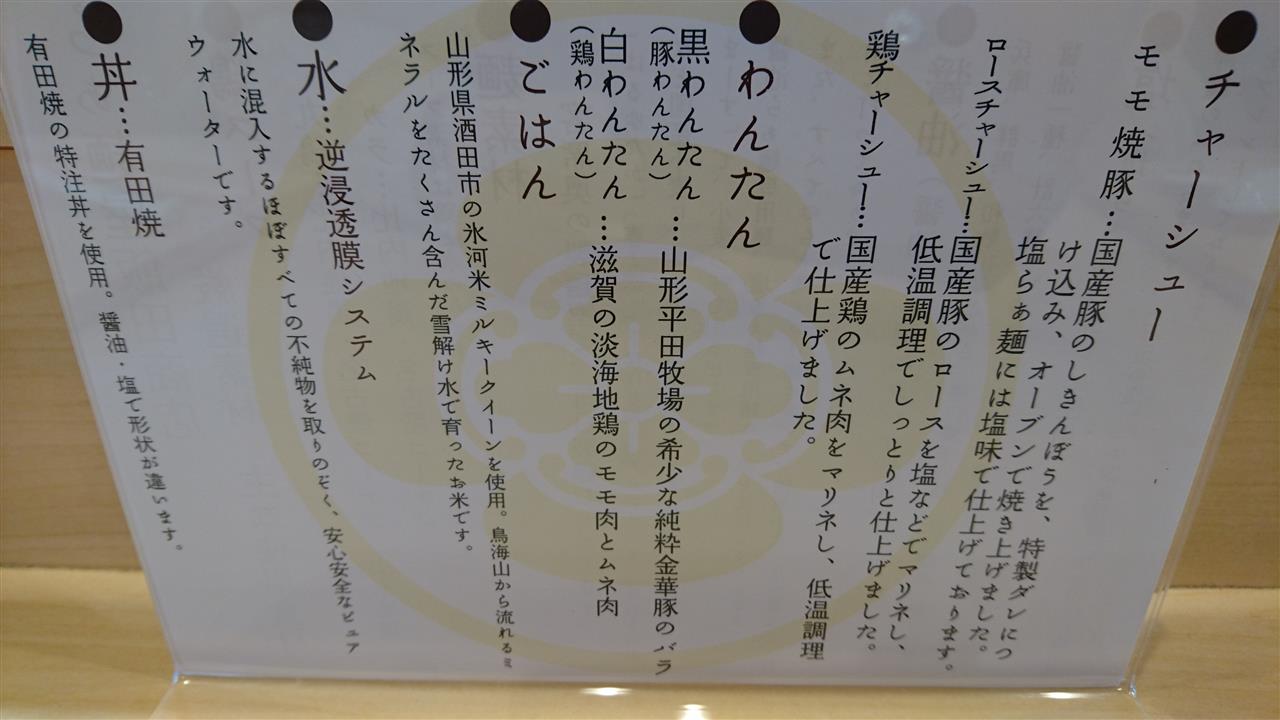 ●チャーシュー
モモ焼豚…国産豚のしきんぼうを、特製ダレにつ
け込み、オーブンで焼き上げました。
塩らぁ麺には塩味で仕上げております。
ロースチャーシュー…国産豚のロースを塩などでマリネし、
低温調理でしっとりと仕上げました。
鶏チャーシュー…国産鶏のムネ肉をマリネし、低温調理
で仕上げました。
●わんたん
黒わんたん…山形平田牧場の希少な純粋金華豚のバラ
(豚わんたん)
白わんたん…滋賀の淡海地鶏のモモ肉とムネ肉
(鶏わんたん)
●ごはん
山形県酒田市の氷河米ミルキークイーンを使用。鳥海山から流れるミ
ネラルをたくさん含んだ雪解け水で育ったお米です。
●水…逆浸透膜システム
水に混入するほぼすべての不純物を取りのぞく、安心安全なピュア
ウォーターです。
●丼…有田焼
有田焼の特注丼を使用。醤油・塩で形状が違います。